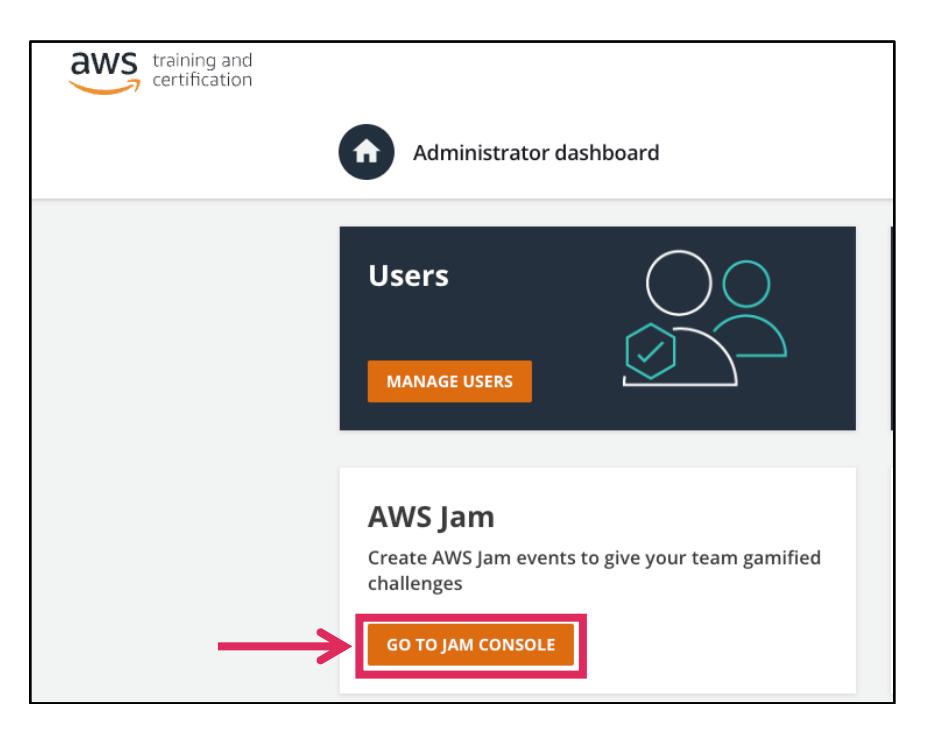 aws training and
certification
Administrator dashboard
Users
MANAGE USERS
AWS Jam
Create AWS Jam events to give your team gamified
challenges
GO TO JAM CONSOLE